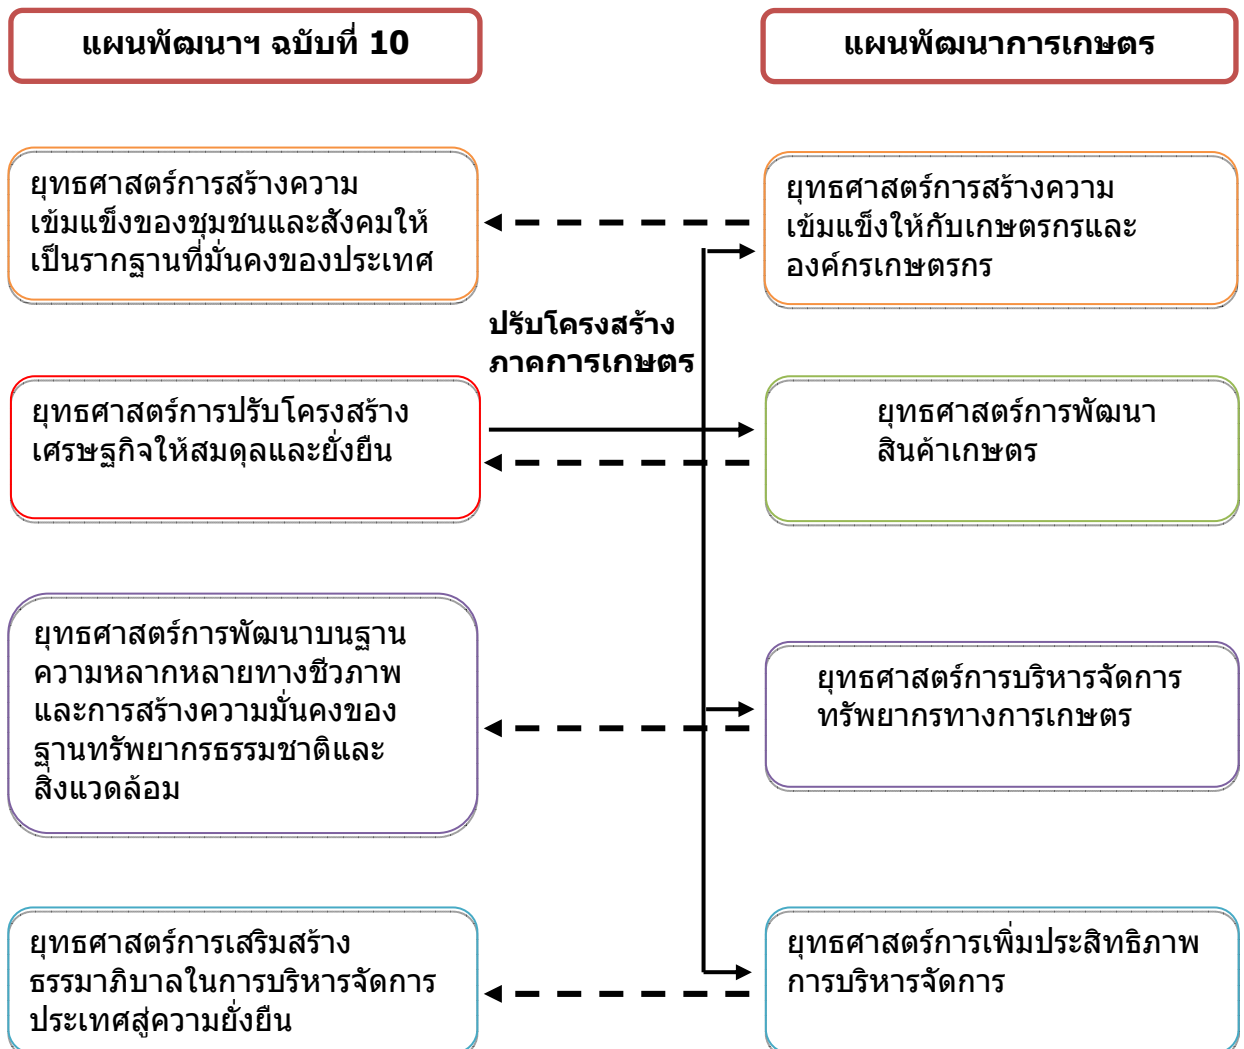 แผนพัฒนาฯ ฉบับที่ 10
แผนพัฒนาการเกษตร
ยุทธศาสตร์การสร้างความ
เข้มแข็งของชุมชนและสังคมให้
เป็นรากฐานที่มั่นคงของประเทศ
ยุทธศาสตร์การสร้างความ
เข้มแข็งให้กับเกษตรกรและ
องค์กรเกษตรกร
ปรับโครงสร้าง
ภาคการเกษตร
ยุทธศาสตร์การปรับโครงสร้าง
เศรษฐกิจให้สมดุลและยั่งยืน
ยุทธศาสตร์การพัฒนา
สินค้าเกษตร
ยุทธศาสตร์การพัฒนาบนฐาน
ความหลากหลายทางชีวภาพ
และการสร้างความมั่นคงของ
ฐานทรัพยากรธรรมชาติและ
สิ่งแวดล้อม
ยุทธศาสตร์การบริหารจัดการ
ทรัพยากรทางการเกษตร
ยุทธศาสตร์การเสริมสร้าง
ธรรมาภิบาลในการบริหารจัดการ
ประเทศสู่ความยั่งยืน
ยุทธศาสตร์การเพิ่มประสิทธิภาพ
การบริหารจัดการ